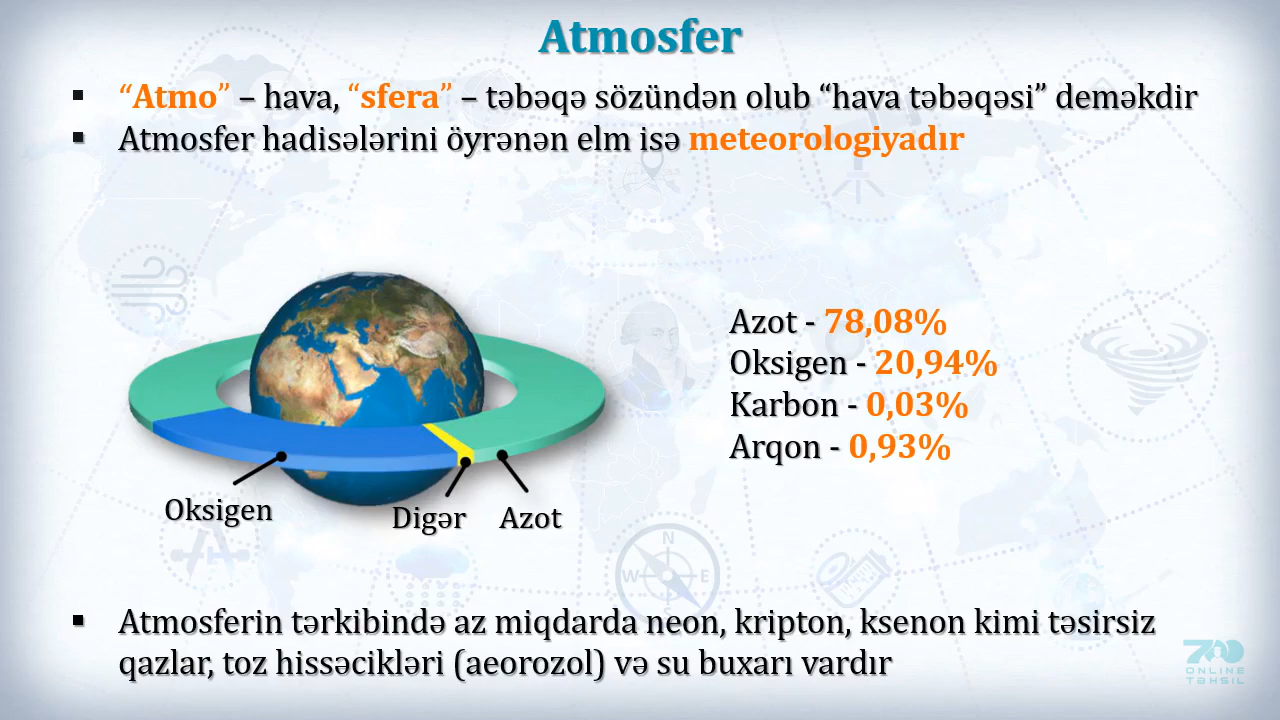 Atmosfer
▪ “Atmo” – hava, “sfera” – təbəqə sözündən olub “hava təbəqəsi” deməkdir
▪ Atmosfer hadisələrini öyrənən elm isə meteorologiyadır
Azot - 78,08%
Oksigen - 20,94%
Karbon - 0,03%
Arqon - 0,93%
Oksigen
Digər
Azot
N
W
E
S
▪ Atmosferin tərkibində az miqdarda neon, kripton, ksenon kimi təsirsiz
qazlar, toz hissəcikləri (aeorozol) və su buxarı vardır
700
ONLINE
TƏHSİL